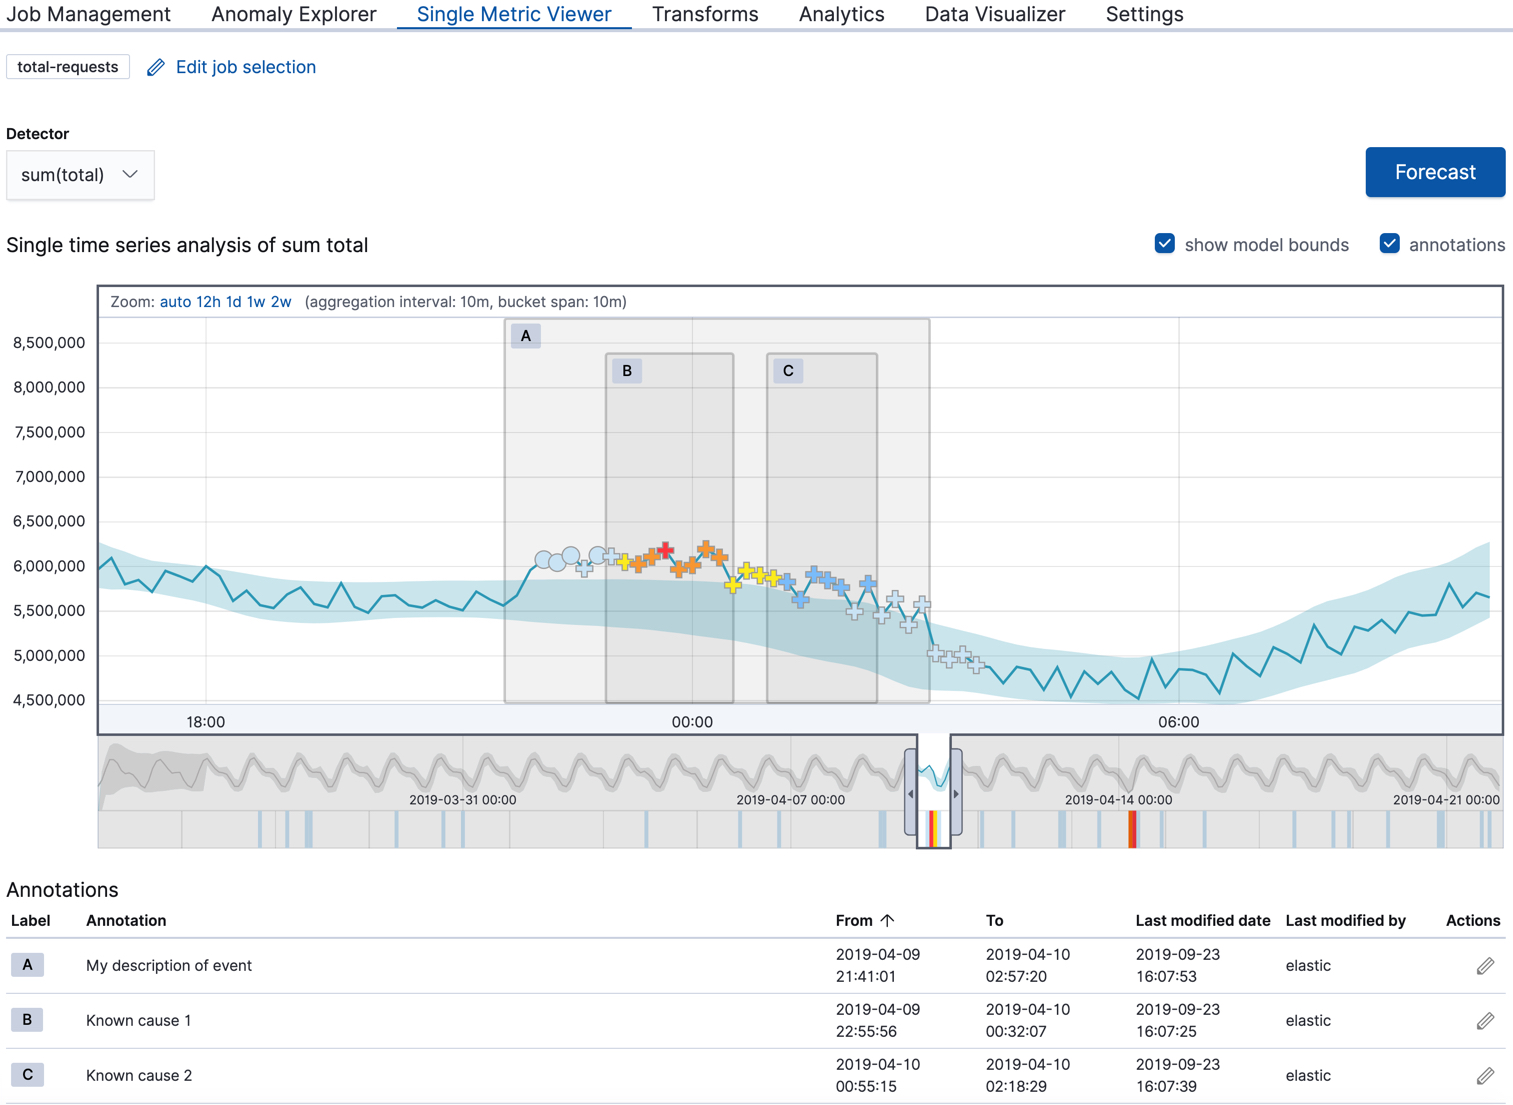 Job Management Anomaly Explorer Single Metric Viewer Transforms Analytics Data Visualizer Settings
total-requests Edit job selection
Detector
sum(total)
Forecast
Single time series analysis of sum total
show model bounds annotations
Zoom: auto 12h 1d 1w 2w (aggregation interval: 10m, bucket span: 10m)
A
B
C
8,500,000
8,000,000
7,500,000
7,000,000
6,500,000
6,000,000
5,500,000
5,000,000
4,500,000
18:00 00:00 06:00
2019-03-31 00:00 2019-04-07 00:00 2019-04-14 00:00 2019-04-21 00:00
Annotations
Label Annotation From To Last modified date Last modified by Actions
A My description of event 2019-04-09 21:41:01 2019-04-10 02:57:20 2019-09-23 16:07:53 elastic
B Known cause 1 2019-04-09 22:55:56 2019-04-10 00:32:07 2019-09-23 16:07:25 elastic
C Known cause 2 2019-04-10 00:55:15 2019-04-10 02:18:29 2019-09-23 16:07:39 elastic